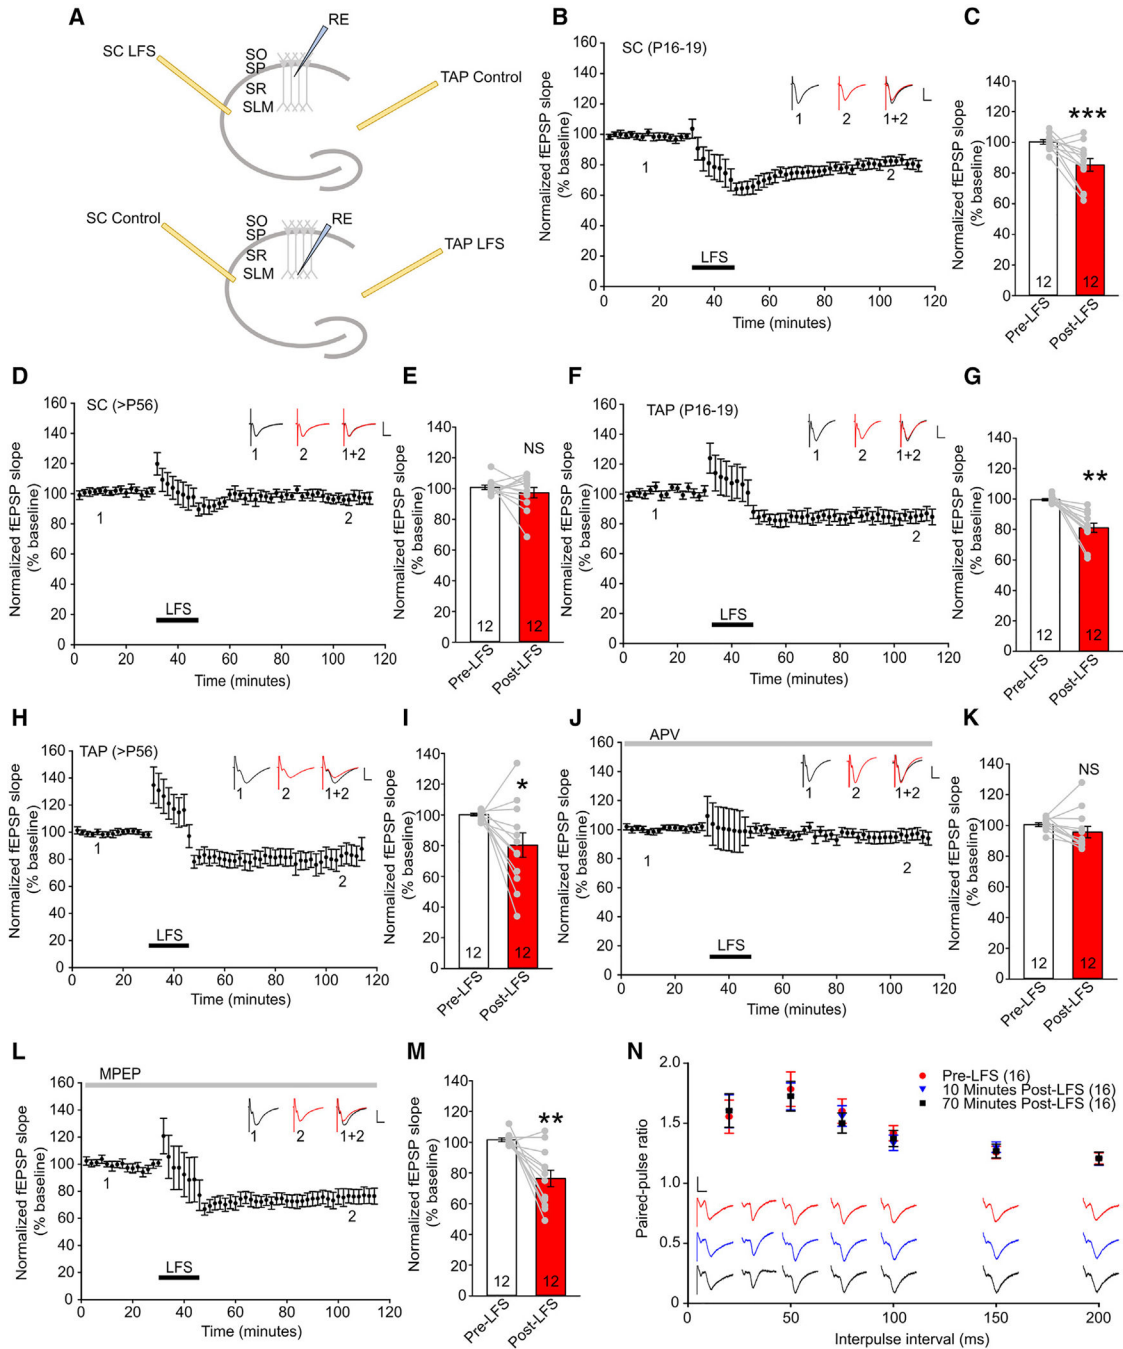 A
RE
SC LFS
SO
SP
SR
SLM
TAP Control
SC Control
SO
SP
SR
SLM
RE
TAP LFS
B
SC (P16-19)
Normalized fEPSP slope
(% baseline)
160
140
120
100
80
60
40
20
0
1
2
1+2
1
2
LFS
0 20 40 60 80 100 120
Time (minutes)
C
Normalized fEPSP slope
(% baseline)
140
120
100
80
60
40
20
0
***
12
12
Pre-LFS
Post-LFS
D
SC (>P56)
Normalized fEPSP slope
(% baseline)
160
140
120
100
80
60
40
20
0
1
2
1+2
1
2
LFS
0 20 40 60 80 100 120
Time (minutes)
E
Normalized fEPSP slope
(% baseline)
140
120
100
80
60
40
20
0
NS
12
12
Pre-LFS
Post-LFS
F
TAP (P16-19)
Normalized fEPSP slope
(% baseline)
160
140
120
100
80
60
40
20
0
1
2
1+2
1
2
LFS
0 20 40 60 80 100 120
Time (minutes)
G
Normalized fEPSP slope
(% baseline)
140
120
100
80
60
40
20
0
**
12
12
Pre-LFS
Post-LFS
H
TAP (>P56)
Normalized fEPSP slope
(% baseline)
160
140
120
100
80
60
40
20
0
1
2
1+2
1
2
LFS
0 20 40 60 80 100 120
Time (minutes)
I
Normalized fEPSP slope
(% baseline)
140
120
100
80
60
40
20
0
*
12
12
Pre-LFS
Post-LFS
J
APV
Normalized fEPSP slope
(% baseline)
160
140
120
100
80
60
40
20
0
1
2
1+2
1
2
LFS
0 20 40 60 80 100 120
Time (minutes)
K
Normalized fEPSP slope
(% baseline)
140
120
100
80
60
40
20
0
NS
12
12
Pre-LFS
Post-LFS
L
MPEP
Normalized fEPSP slope
(% baseline)
160
140
120
100
80
60
40
20
0
1
2
1+2
1
2
LFS
0 20 40 60 80 100 120
Time (minutes)
M
Normalized fEPSP slope
(% baseline)
140
120
100
80
60
40
20
0
**
12
12
Pre-LFS
Post-LFS
N
Paired-pulse ratio
2.0
1.5
1.0
0.5
0
Pre-LFS (16)
10 Minutes Post-LFS (16)
70 Minutes Post-LFS (16)
0 50 100 150 200
Interpulse interval (ms)